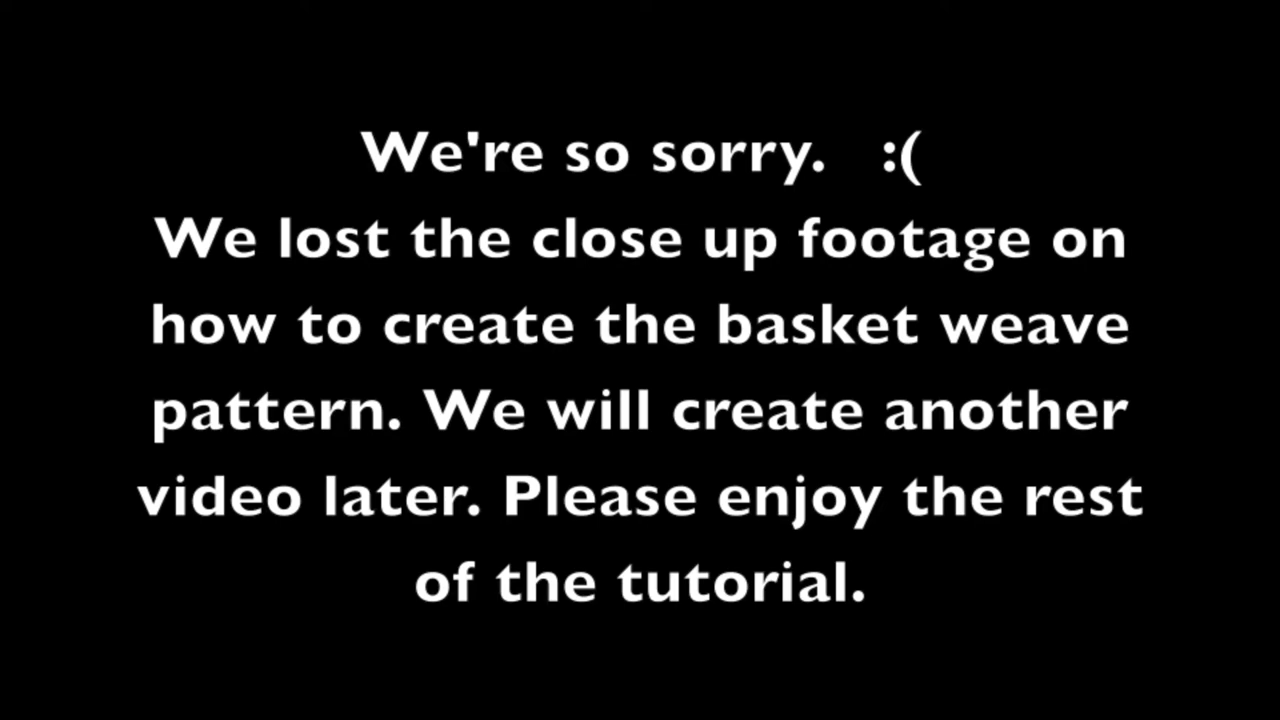 We're so sorry.   :(
We lost the close up footage on
how to create the basket weave
pattern. We will create another
video later. Please enjoy the rest
of the tutorial.